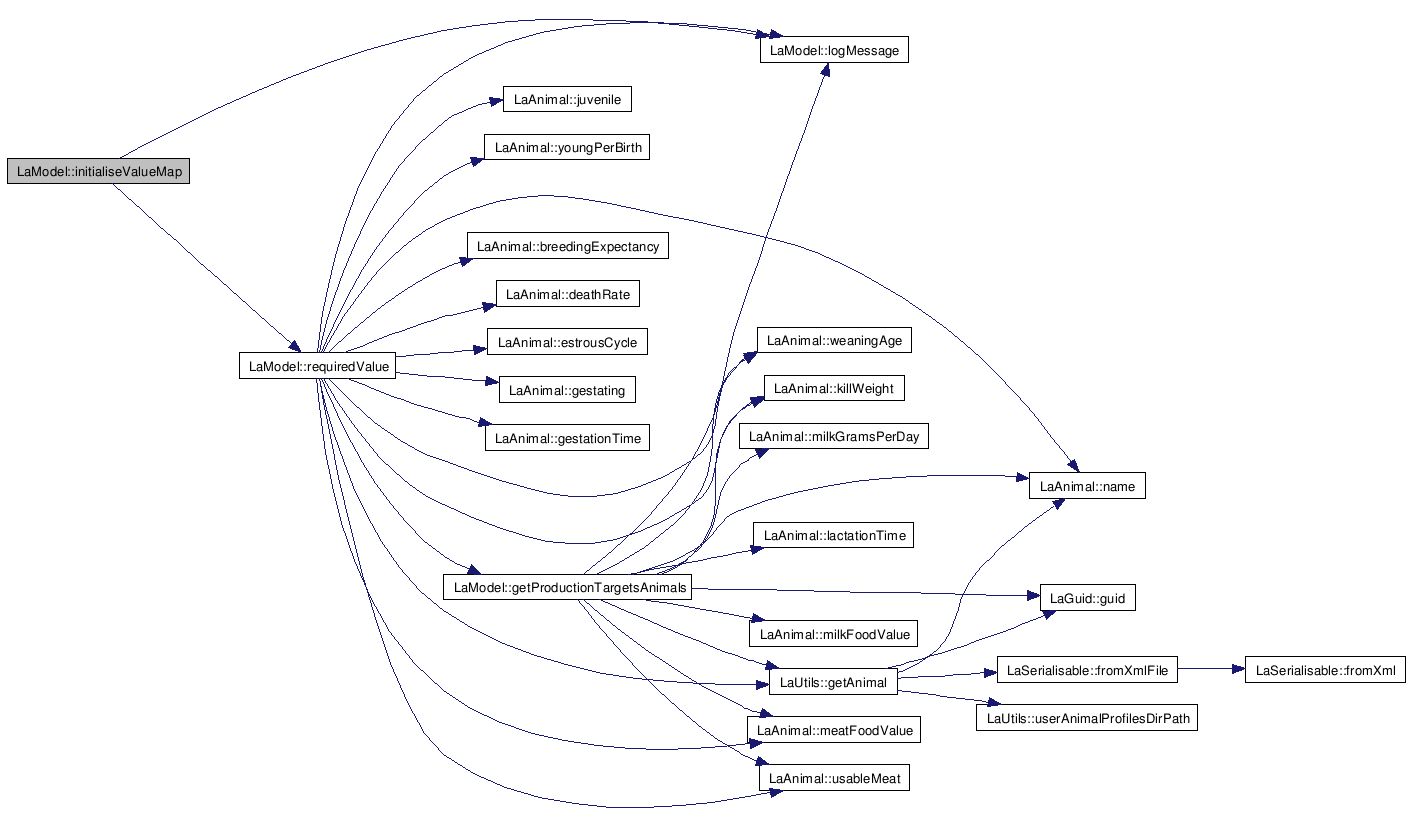 LaModel::logMessage
LaAnimal::juvenile
LaAnimal::youngPerBirth
LaModel::initialiseValueMap
LaAnimal::breedingExpectancy
LaAnimal::deathRate
LaAnimal::estrousCycle
LaAnimal::weaningAge
LaModel::requiredValue
LaAnimal::gestating
LaAnimal::killWeight
LaAnimal::gestationTime
LaAnimal::milkGramsPerDay
LaAnimal::name
LaAnimal::lactationTime
LaModel::getProductionTargetsAnimals
LaGuid::guid
LaAnimal::milkFoodValue
LaUtils::getAnimal
LaSerialisable::fromXmlFile
LaSerialisable::fromXml
LaUtils::userAnimalProfilesDirPath
LaAnimal::meatFoodValue
LaAnimal::usableMeat